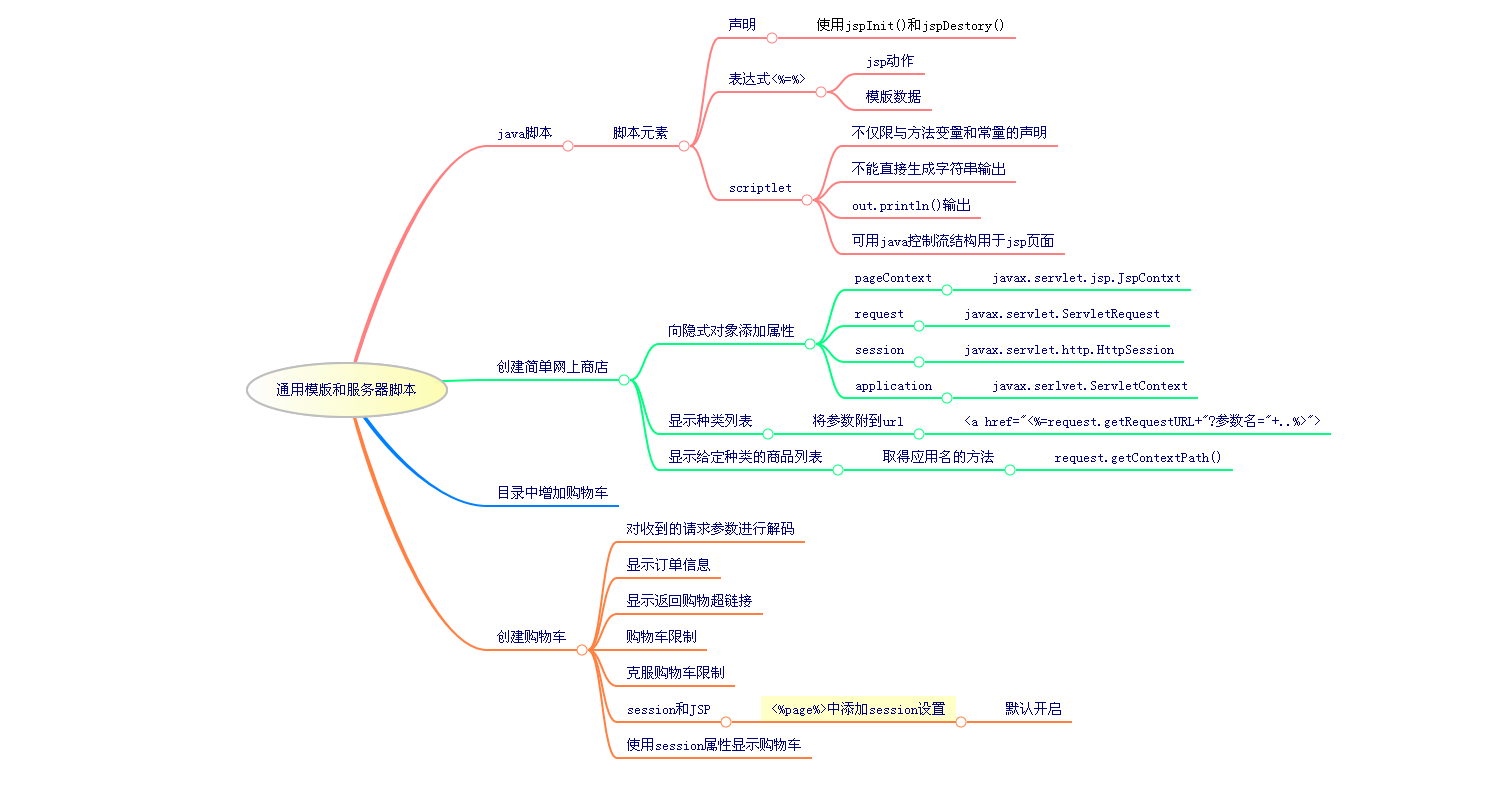 通用模版和服务器脚本
java脚本
脚本元素
声明
使用jspInit()和jspDestory()
表达式<%=%>
jsp动作
模版数据
scriptlet
不仅限与方法变量和常量的声明
不能直接生成字符串输出
out.println()输出
可用java控制流结构用于jsp页面
创建简单网上商店
向隐式对象添加属性
pageContext
javax.servlet.jsp.JspContxt
request
javax.servlet.ServletRequest
session
javax.servlet.http.HttpSession
application
javax.serlvet.ServletContext
显示种类列表
将参数附到url
<a href="<%=request.getRequestURL+"?参数名="+..%>">
显示给定种类的商品列表
取得应用名的方法
request.getContextPath()
目录中增加购物车
创建购物车
对收到的请求参数进行解码
显示订单信息
显示返回购物超链接
购物车限制
克服购物车限制
session和JSP
<%page%>中添加session设置
默认开启
使用session属性显示购物车